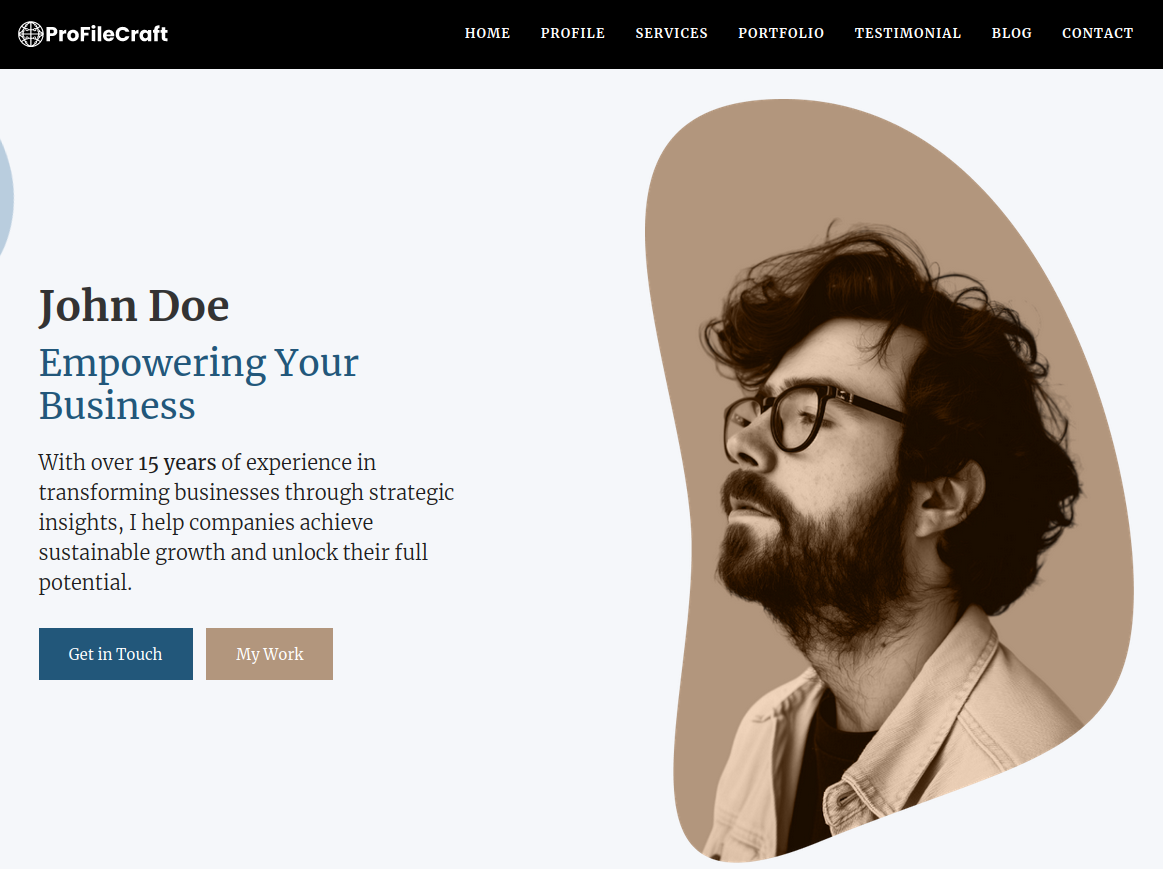 ProFileCraft
HOME PROFILE SERVICES PORTFOLIO TESTIMONIAL BLOG CONTACT
John Doe
Empowering Your
Business
With over 15 years of experience in
transforming businesses through strategic
insights, I help companies achieve
sustainable growth and unlock their full
potential.
Get in Touch
My Work